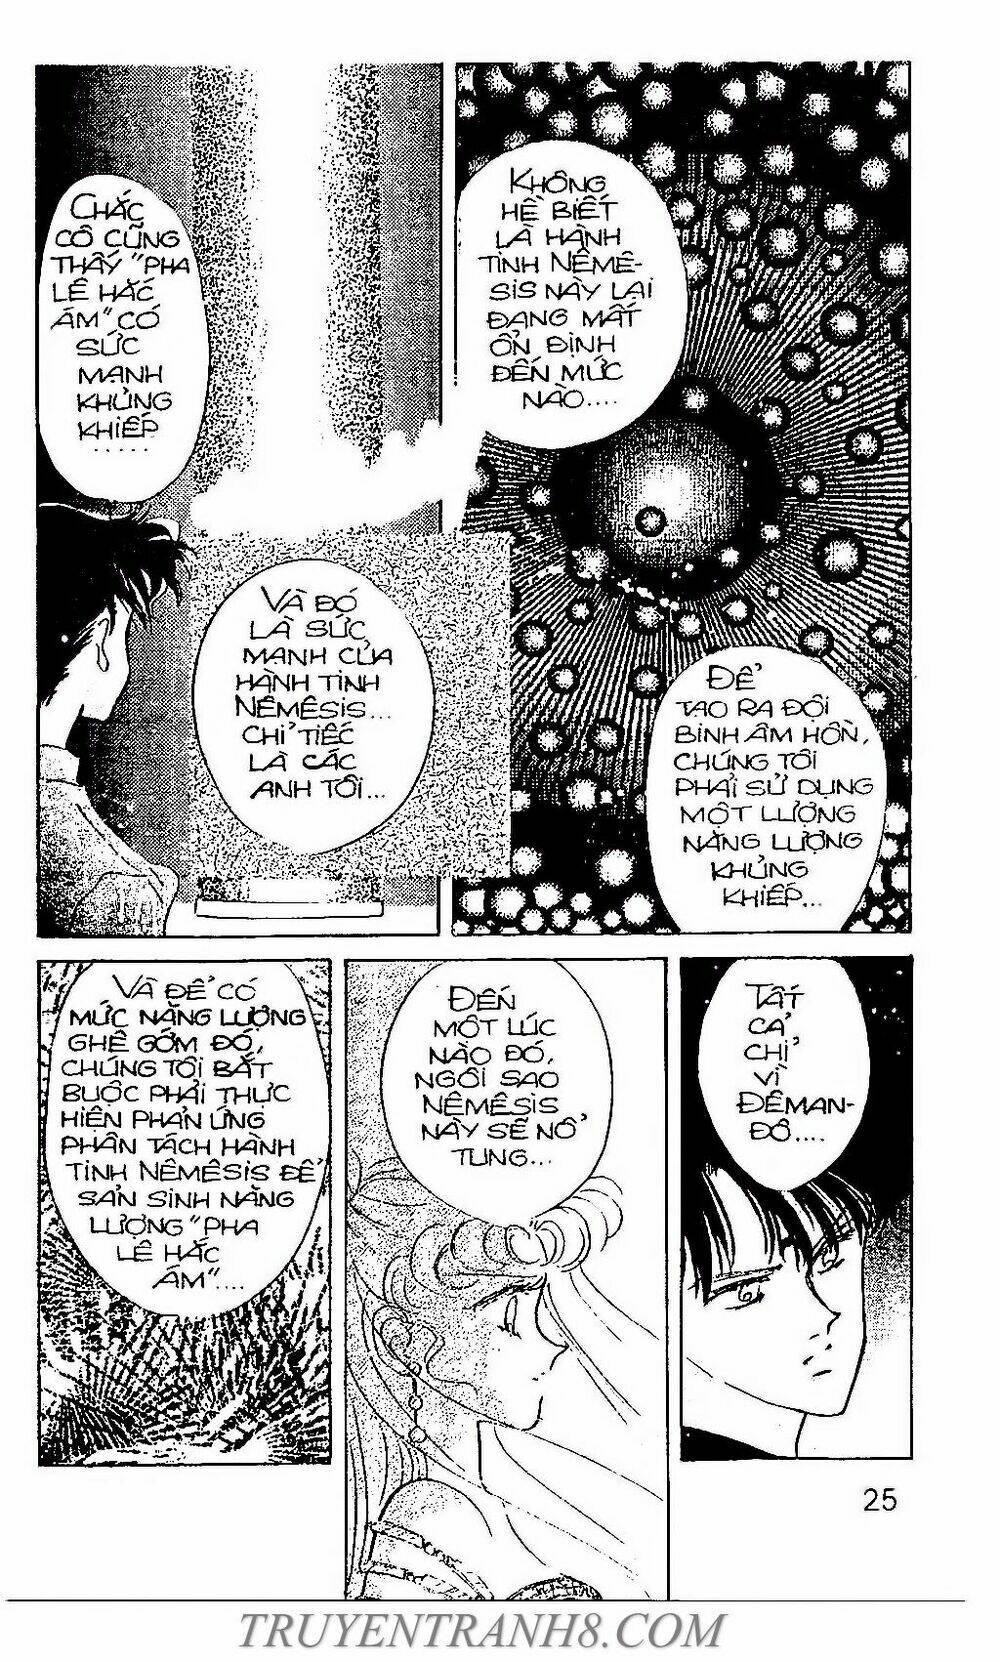 CHẮC
CÔ CŨNG
THẤY "PHA
LÊ HẮC
ÁM" CÓ
SỨC
MẠNH
KHỦNG
KHIẾP
.....
VÀ ĐÓ
LÀ SỨC
MẠNH CỦA
HÀNH TINH
NÊMÊSIS...
CHỈ TIẾC
LÀ CÁC
ANH TÔI...
KHÔNG
HỀ BIẾT
LÀ HÀNH
TINH NÊMÊ-
SIS NÀY LẠI
ĐANG MẤT
ỔN ĐỊNH
ĐẾN MỨC
NÀO....
ĐỂ
TẠO RA ĐỘI
BINH ÂM HỒN,
CHÚNG TÔI
PHẢI SỬ DỤNG
MỘT LƯỢNG
NĂNG LƯỢNG
KHỦNG
KHIẾP...
VÀ ĐỂ CÓ
MỨC NĂNG LƯỢNG
GHÊ GỚM ĐÓ,
CHÚNG TÔI BẮT
BUỘC PHẢI THỰC
HIỆN PHẢN ỨNG
PHÂN TÁCH HÀNH
TINH NÊMÊSIS ĐỂ
SẢN SINH NĂNG
LƯỢNG "PHA
LÊ HẮC
ÁM"....
ĐẾN
MỘT LÚC
NÀO ĐÓ,
NGÔI SAO
NÊMÊSIS
NÀY SẼ NỔ
TUNG...
TẤT
CẢ
CHỈ
VÌ
ĐÊMAN-
ĐÔ....
25
TRUYENTRANH8.COM